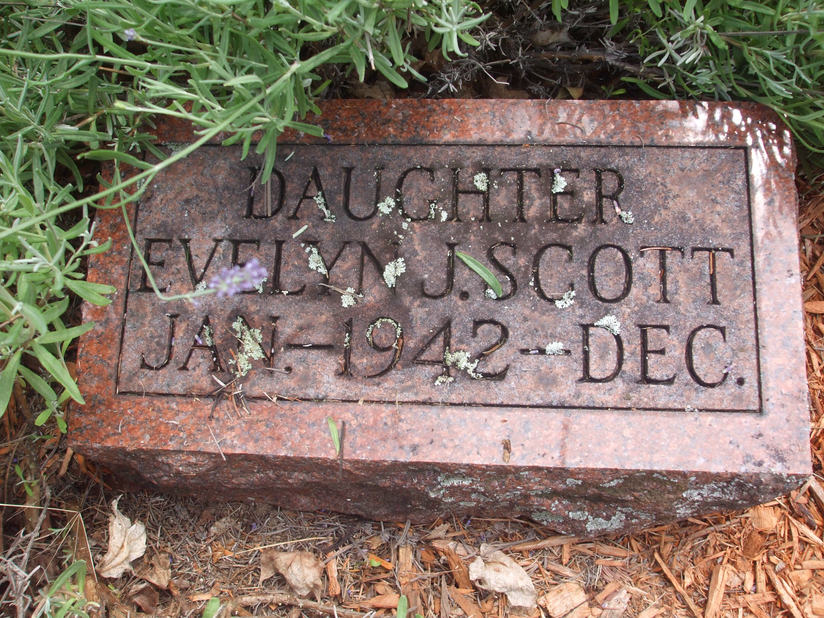 DAUGHTER
EVELYN J. SCOTT
JAN.-1942-DEC.